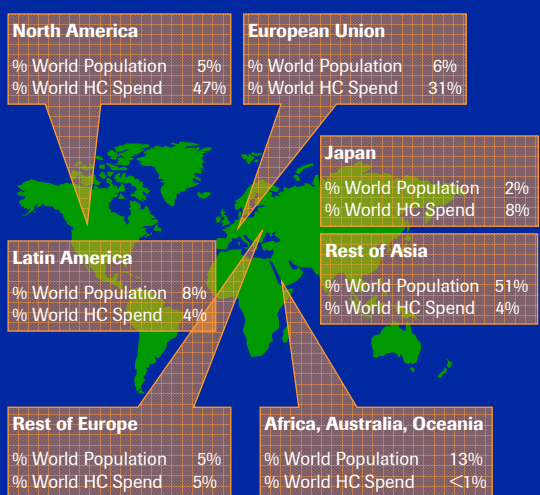 North America
% World Population 5%
% World HC Spend 47%
European Union
% World Population 6%
% World HC Spend 31%
Japan
% World Population 2%
% World HC Spend 8%
Latin America
% World Population 8%
% World HC Spend 4%
Rest of Asia
% World Population 51%
% World HC Spend 4%
Rest of Europe
% World Population 5%
% World HC Spend 5%
Africa, Australia, Oceania
% World Population 13%
% World HC Spend <1%